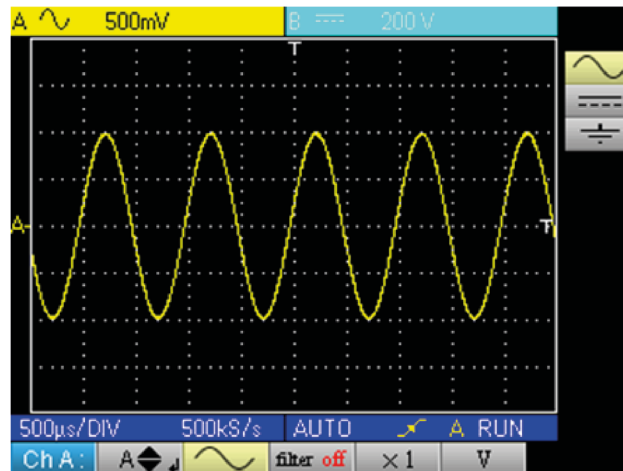 A 500mV B 200 V
T
A T
500µs/DIV 500kS/s AUTO A RUN
Ch A: A filter off ×1 V